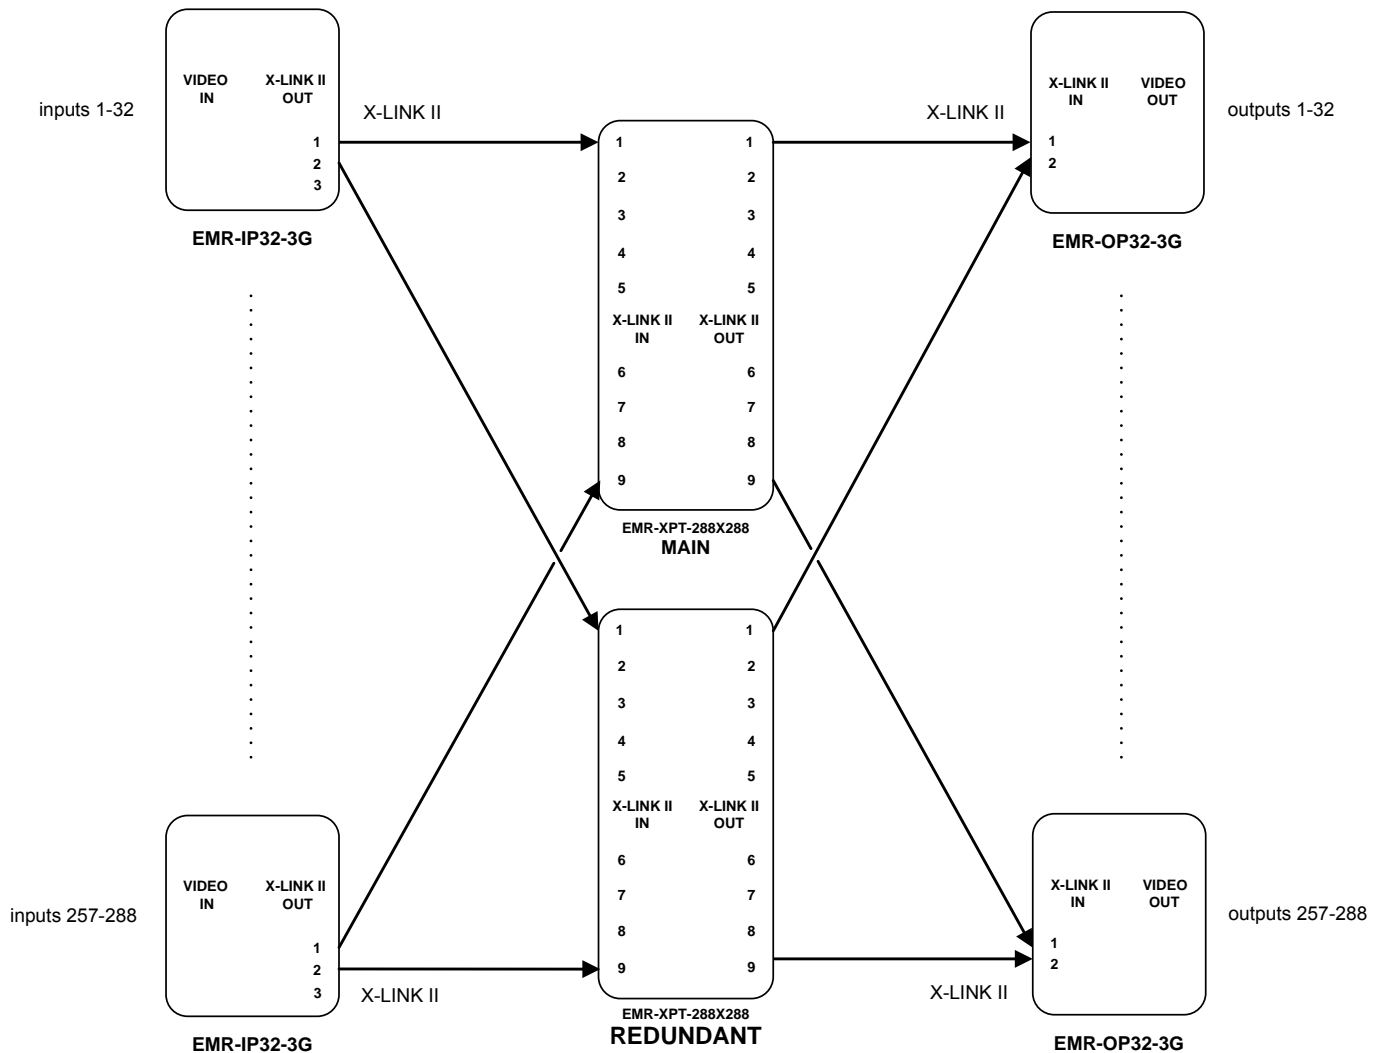 inputs 1-32
VIDEO
IN
X-LINK II
OUT
1
2
3
EMR-IP32-3G
X-LINK II
1
2
3
4
5
X-LINK II
IN
6
7
8
9
1
2
3
4
5
X-LINK II
OUT
6
7
8
9
EMR-XPT-288X288
MAIN
X-LINK II
X-LINK II
IN
1
2
VIDEO
OUT
EMR-OP32-3G
outputs 1-32
inputs 257-288
VIDEO
IN
X-LINK II
OUT
1
2
3
EMR-IP32-3G
X-LINK II
1
2
3
4
5
X-LINK II
IN
6
7
8
9
1
2
3
4
5
X-LINK II
OUT
6
7
8
9
EMR-XPT-288X288
REDUNDANT
X-LINK II
X-LINK II
IN
1
2
VIDEO
OUT
EMR-OP32-3G
outputs 257-288